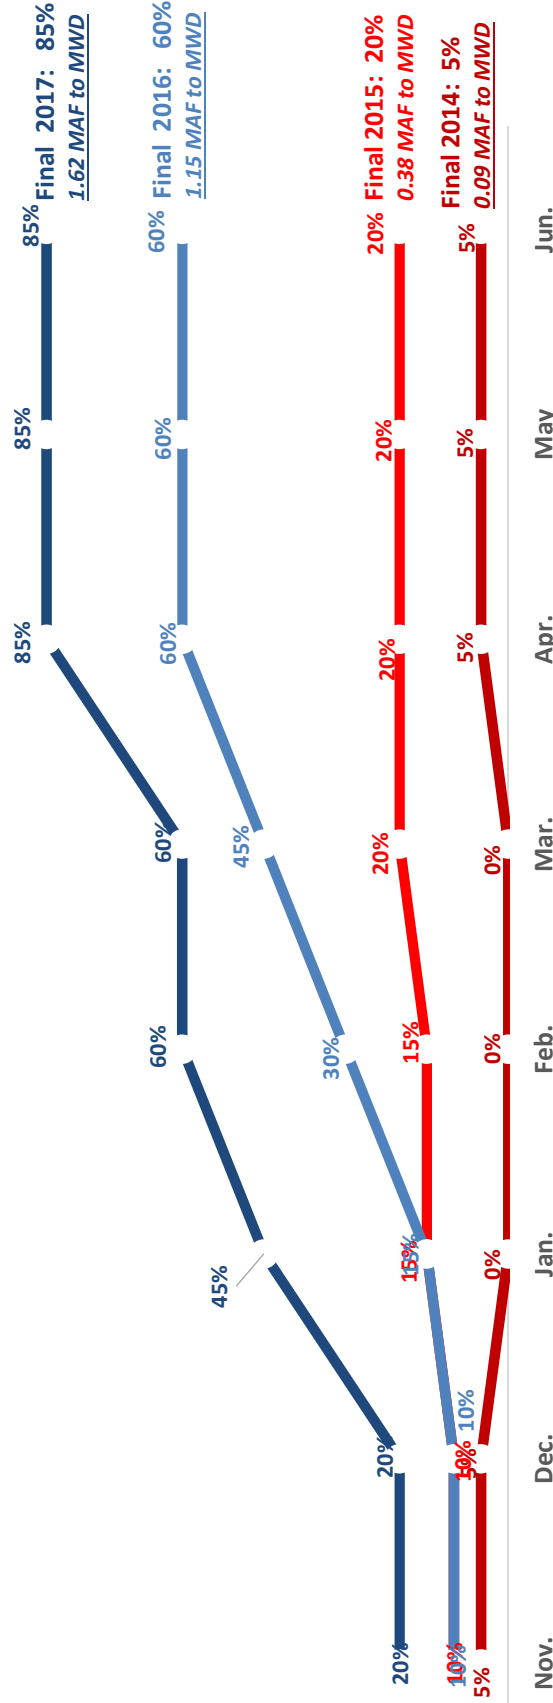 Final 2017: 85%
1.62 MAF to MWD
Final 2016: 60%
1.15 MAF to MWD
Final 2015: 20%
0.38 MAF to MWD
Final 2014: 5%
0.09 MAF to MWD
20% 20% 45% 60% 60% 85% 85% 85%
10% 10% 15% 30% 45% 60% 60% 60%
10% 10% 15% 15% 20% 20% 20% 20%
5% 5% 0% 0% 0% 5% 5% 5%
Nov. Dec. Jan. Feb. Mar. Apr. May Jun.